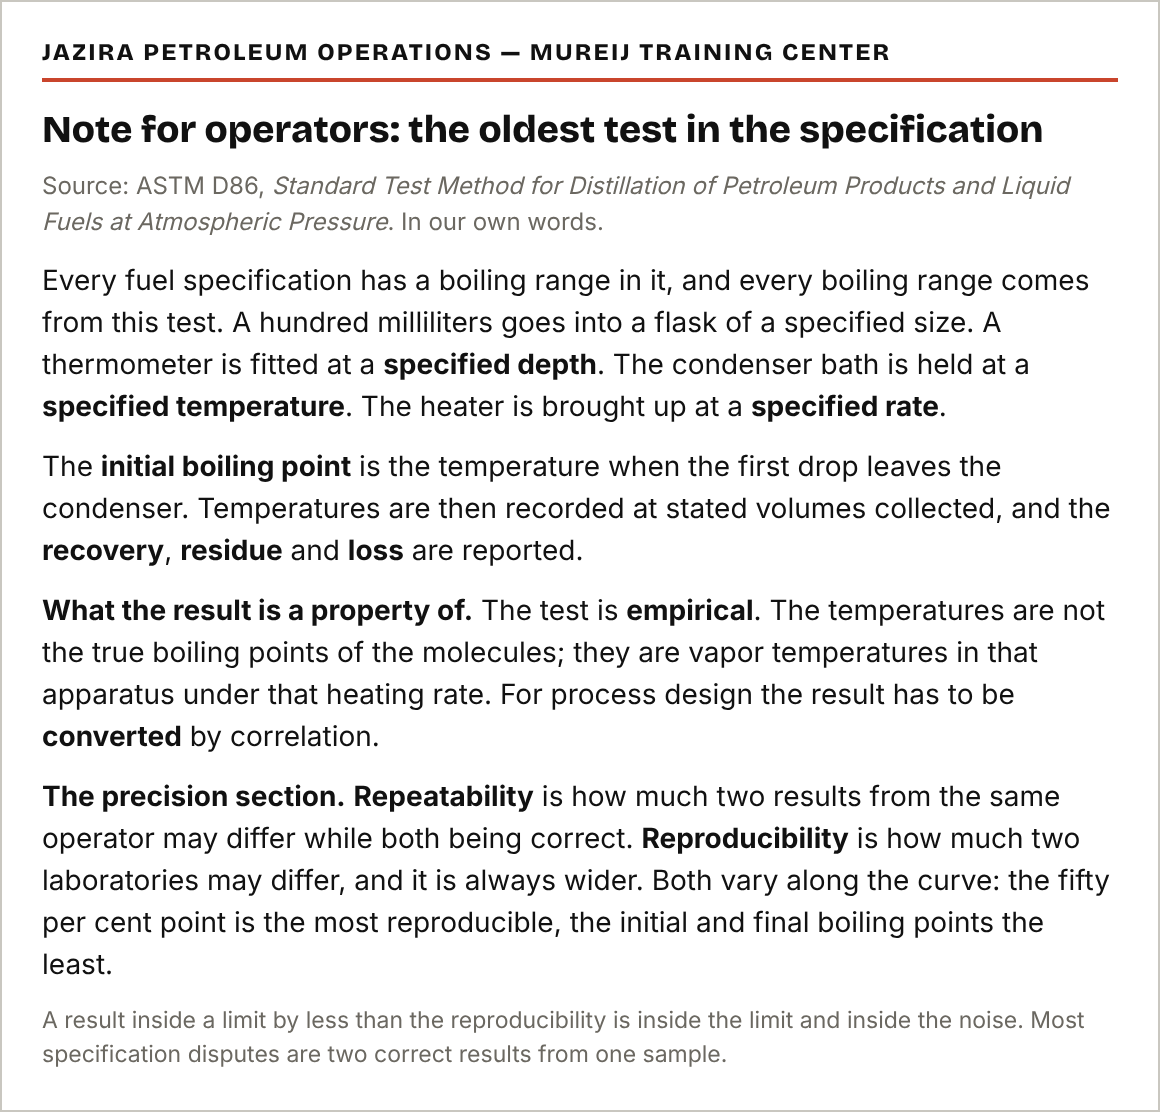 JAZIRA PETROLEUM OPERATIONS — MUREIJ TRAINING CENTER
Note for operators: the oldest test in the specification
Source: ASTM D86, Standard Test Method for Distillation of Petroleum Products and Liquid
Fuels at Atmospheric Pressure. In our own words.
Every fuel specification has a boiling range in it, and every boiling range comes
from this test. A hundred milliliters goes into a flask of a specified size. A
thermometer is fitted at a specified depth. The condenser bath is held at a
specified temperature. The heater is brought up at a specified rate.
The initial boiling point is the temperature when the first drop leaves the
condenser. Temperatures are then recorded at stated volumes collected, and the
recovery, residue and loss are reported.
What the result is a property of. The test is empirical. The temperatures are not
the true boiling points of the molecules; they are vapor temperatures in that
apparatus under that heating rate. For process design the result has to be
converted by correlation.
The precision section. Repeatability is how much two results from the same
operator may differ while both being correct. Reproducibility is how much two
laboratories may differ, and it is always wider. Both vary along the curve: the fifty
per cent point is the most reproducible, the initial and final boiling points the
least.
A result inside a limit by less than the reproducibility is inside the limit and inside the noise. Most
specification disputes are two correct results from one sample.